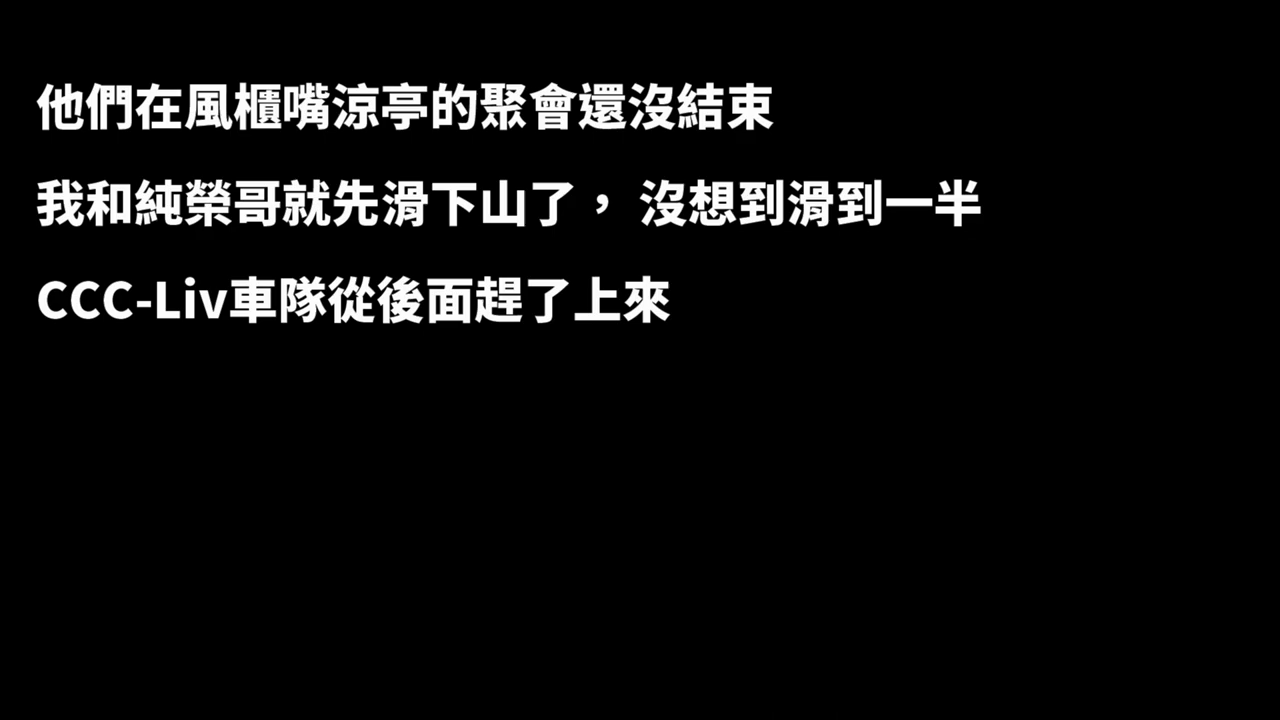 他們在風櫃嘴涼亭的聚會還沒結束
我和純榮哥就先滑下山了， 沒想到滑到一半
CCC-Liv車隊從後面趕了上來